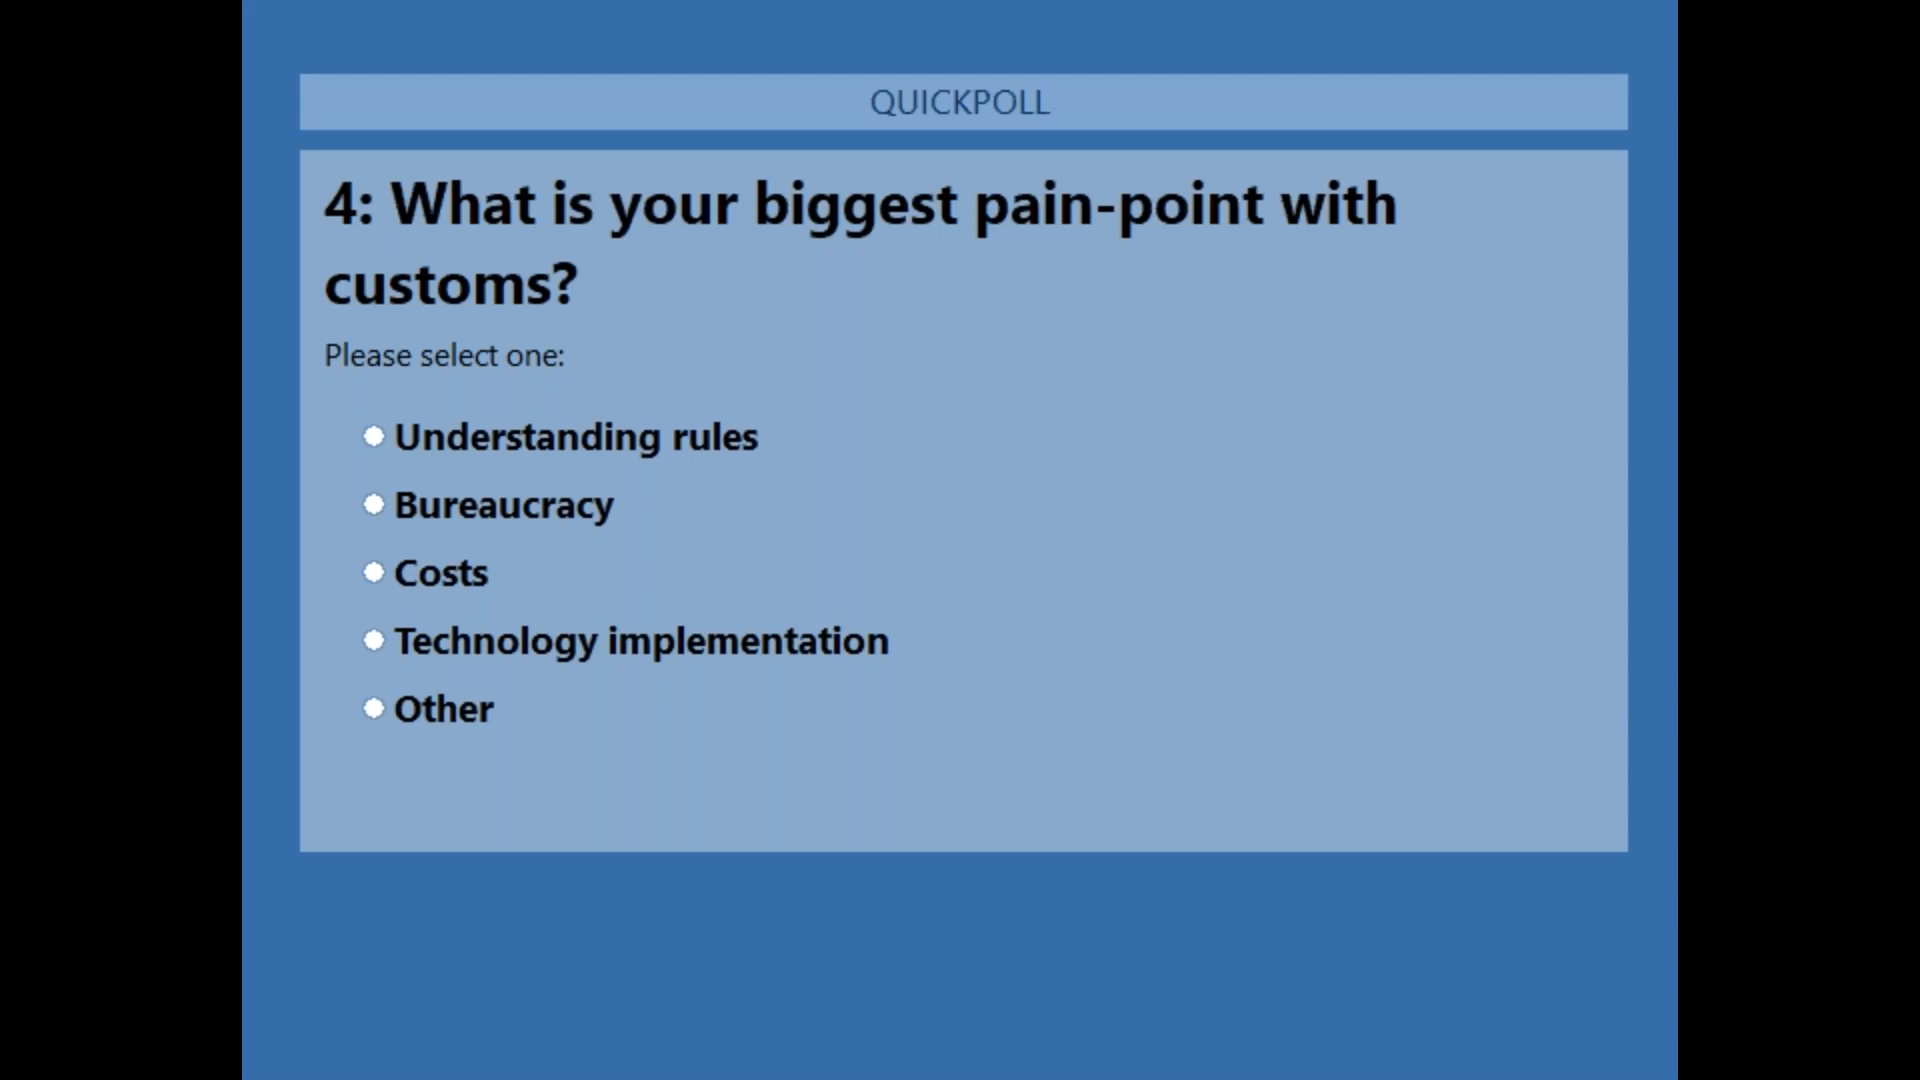 QUICKPOLL
4: What is your biggest pain-point with
customs?
Please select one:
Understanding rules
Bureaucracy
Costs
Technology implementation
Other